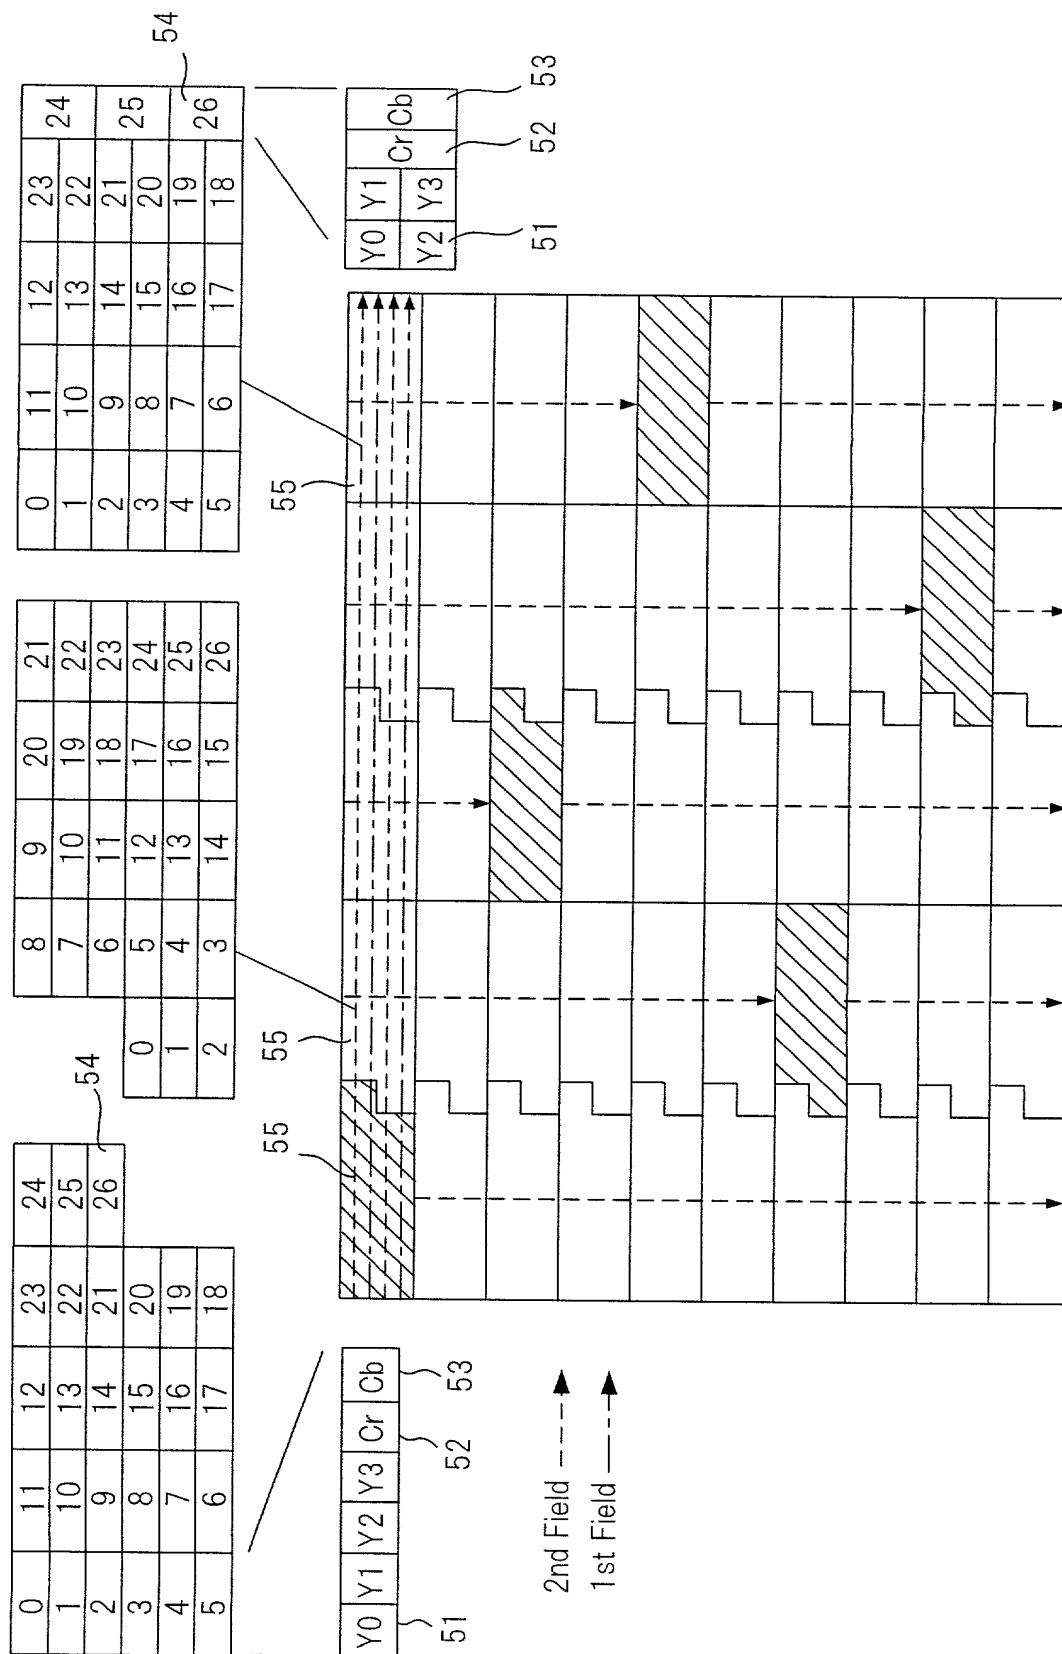 0 11 12 23 24
1 10 13 22 25
2 9 14 21 26
3 8 15 20
4 7 16 19
5 6 17 18
54
8 9 20 21
7 10 19 22
6 11 18 23
0 5 12 17 24
1 4 13 16 25
2 3 14 15 26
0 11 12 23 24
1 10 13 22
2 9 14 21 25
3 8 15 20
4 7 16 19 26
5 6 17 18
54
Y0 Y1 Y2 Y3 Cr Cb
51 52 53
55 55 55
Y0 Y1 Cr Cb
Y2 Y3
51 52 53
2nd Field
1st Field